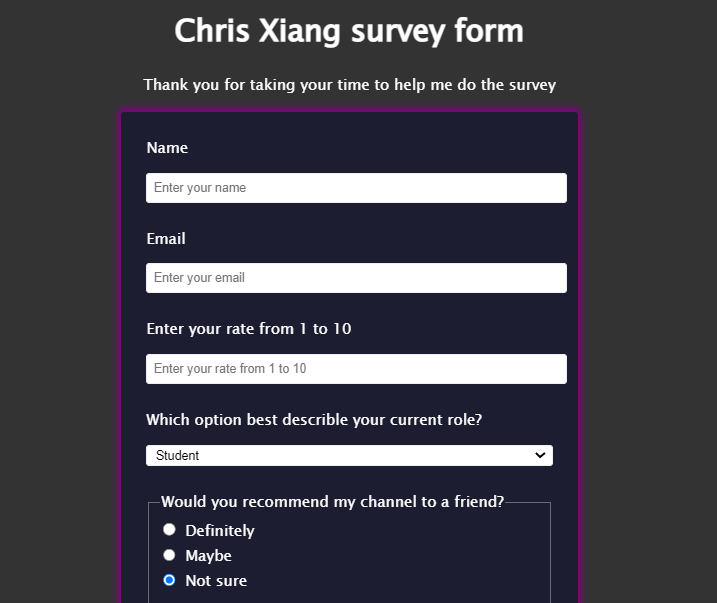 Chris Xiang survey form
Thank you for taking your time to help me do the survey
Name
Enter your name
Email
Enter your email
Enter your rate from 1 to 10
Enter your rate from 1 to 10
Which option best describle your current role?
Student
Would you recommend my channel to a friend?
Definitely
Maybe
Not sure